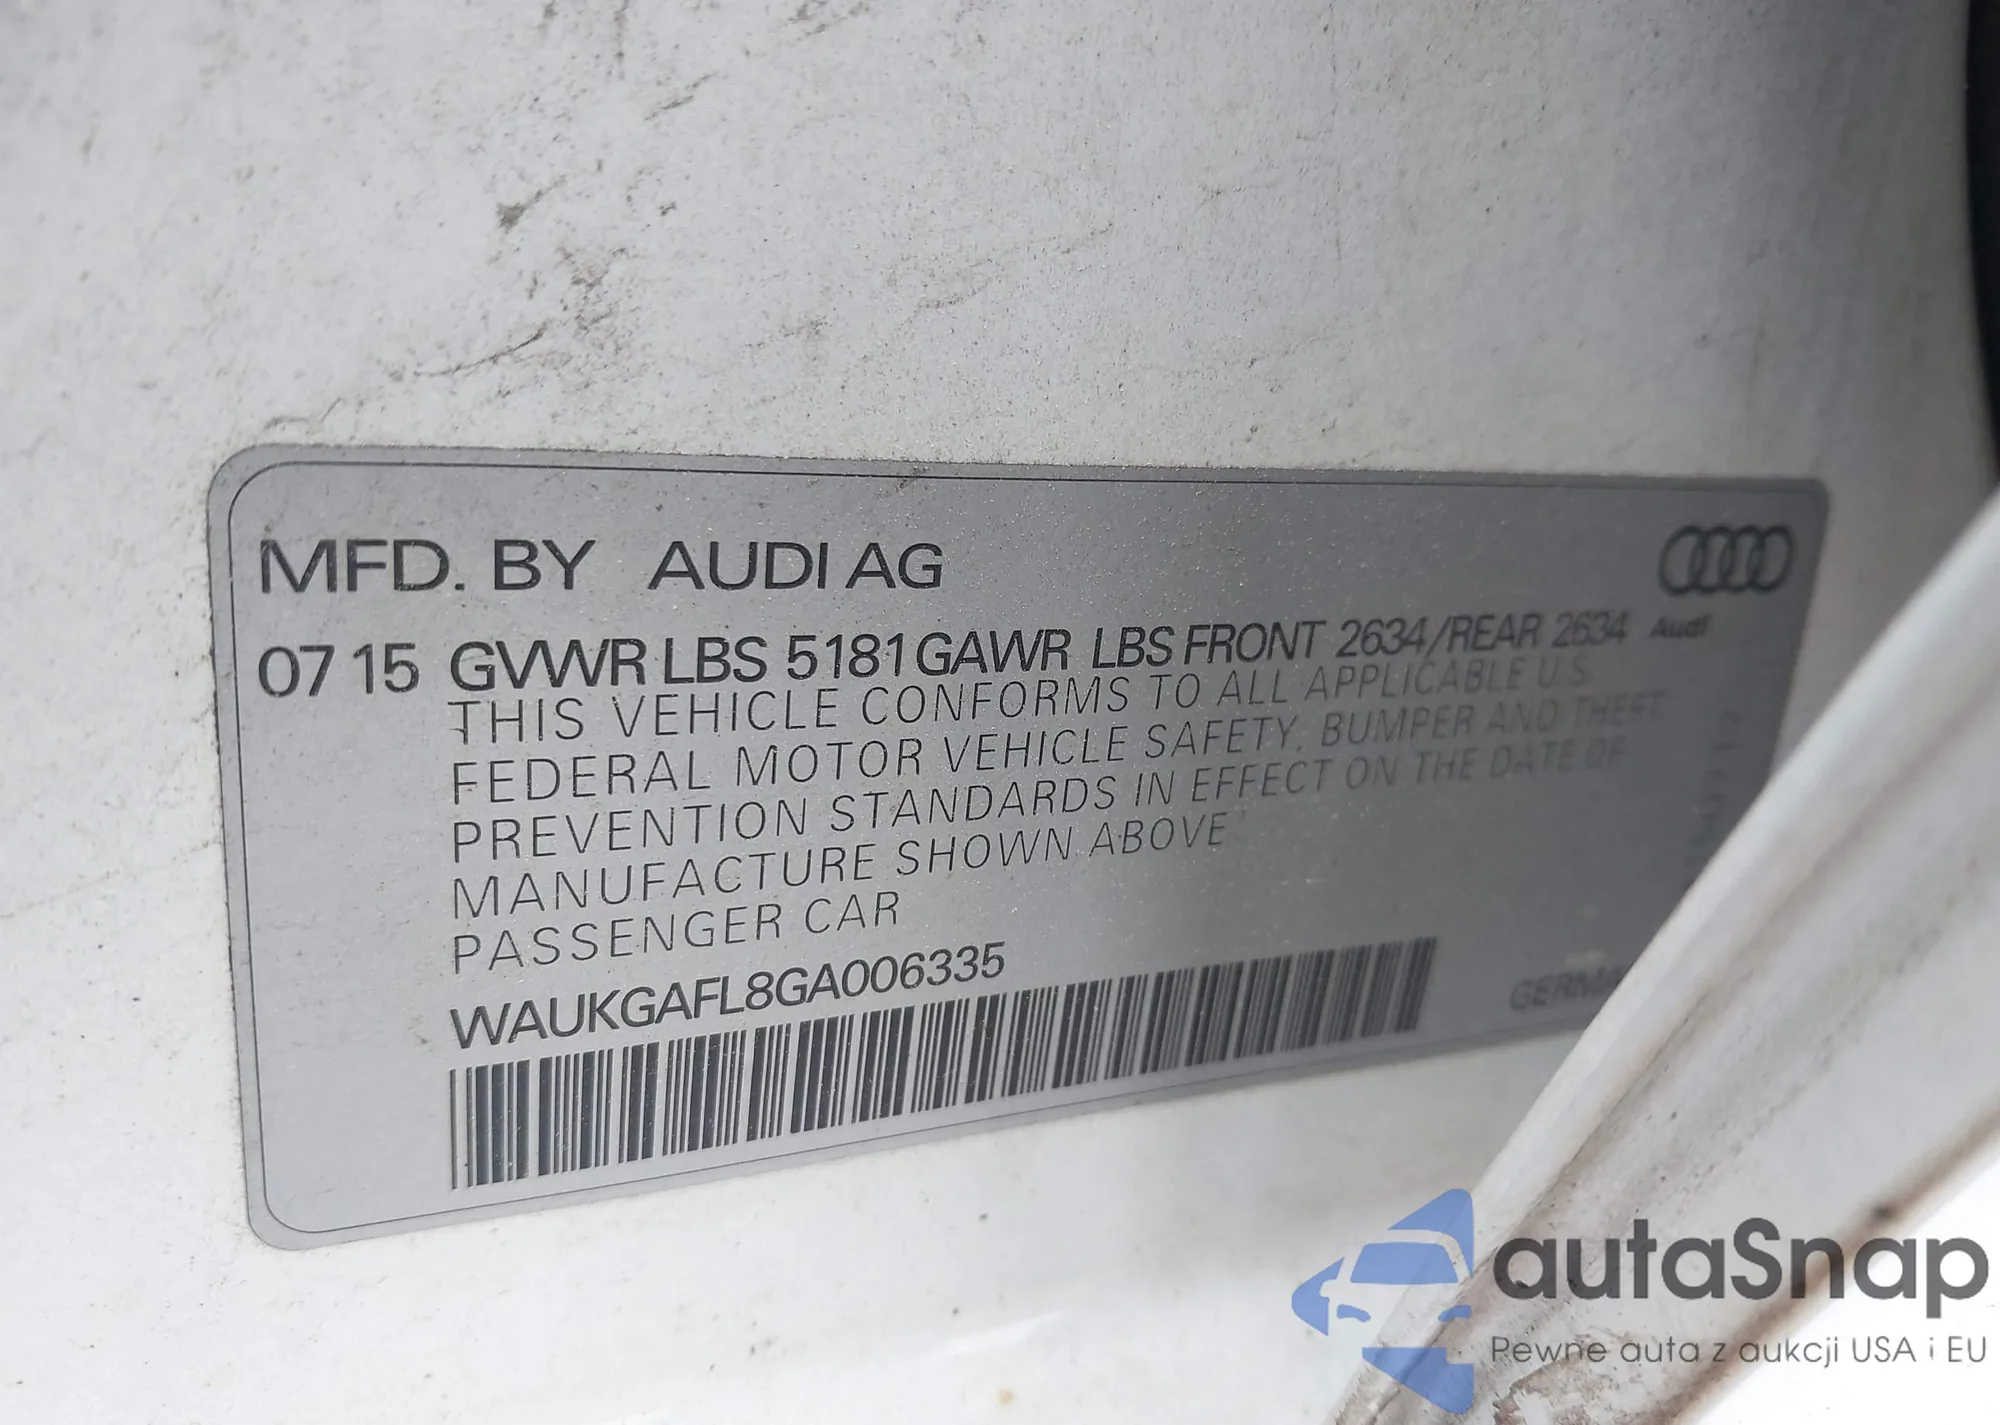 MFD. BY AUDI AG
07 15 GVWR LBS 5181 GAWR LBS FRONT 2634/REAR 2634 Audi
THIS VEHICLE CONFORMS TO ALL APPLICABLE U.S.
FEDERAL MOTOR VEHICLE SAFETY, BUMPER AND THEFT
PREVENTION STANDARDS IN EFFECT ON THE DATE OF
MANUFACTURE SHOWN ABOVE
PASSENGER CAR
WAUKGAFL8GA006335
autaSnap
Pewne auta z aukcji USA i EU